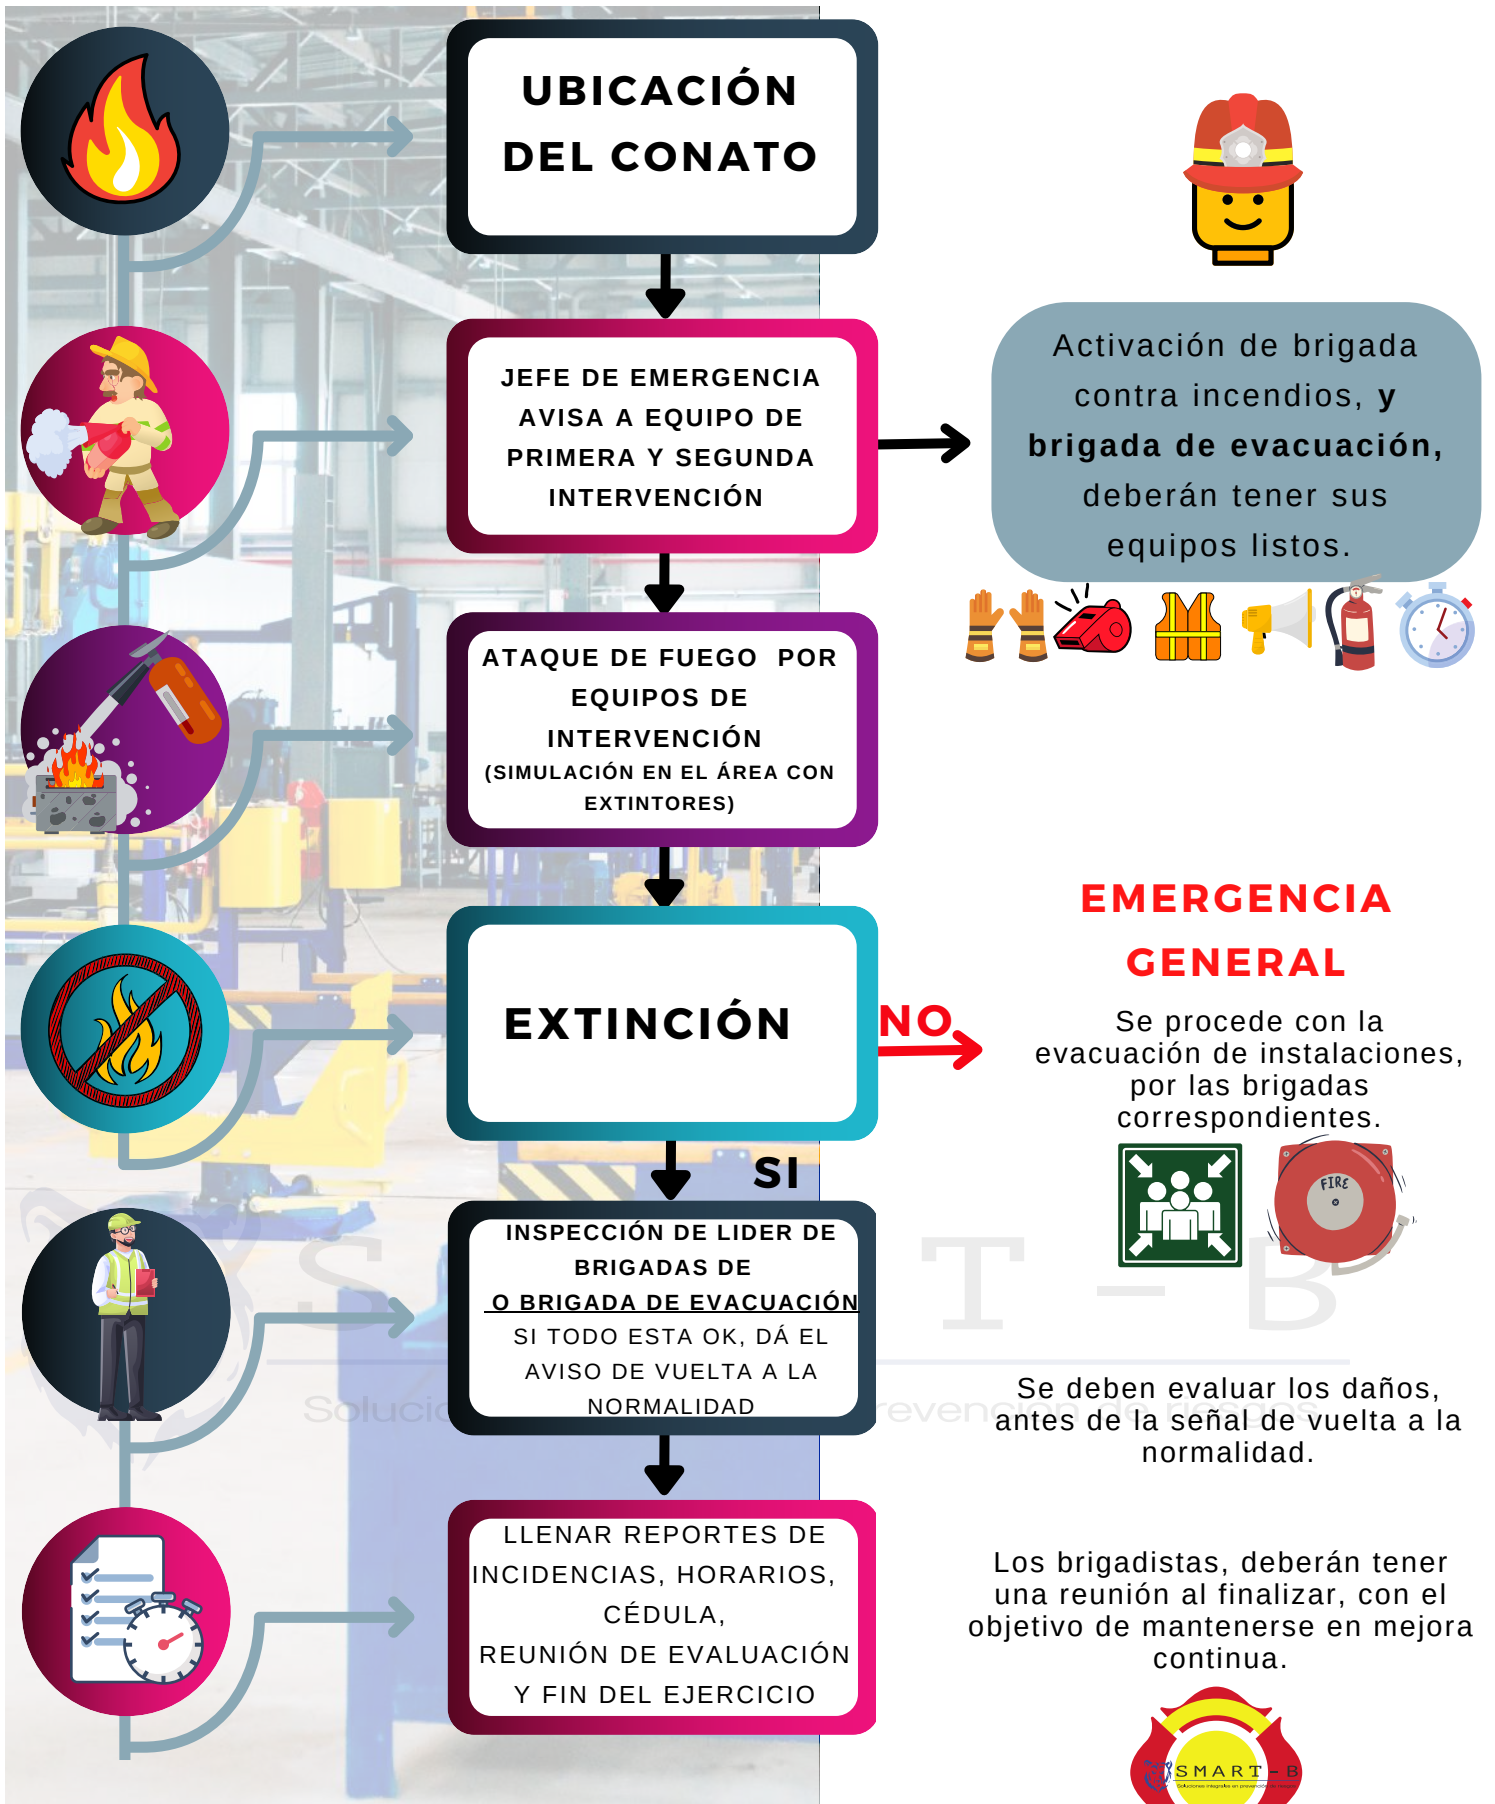 UBICACIÓN
DEL CONATO
JEFE DE EMERGENCIA
AVISA A EQUIPO DE
PRIMERA Y SEGUNDA
INTERVENCIÓN
Activación de brigada
contra incendios, y
brigada de evacuación,
deberán tener sus
equipos listos.
ATAQUE DE FUEGO POR
EQUIPOS DE
INTERVENCIÓN
(SIMULACIÓN EN EL ÁREA CON
EXTINTORES)
EXTINCIÓN
NO
EMERGENCIA
GENERAL
Se procede con la
evacuación de instalaciones,
por las brigadas
correspondientes.
FIRE
SI
INSPECCIÓN DE LIDER DE
BRIGADAS DE
O BRIGADA DE EVACUACIÓN
SI TODO ESTA OK, DÁ EL
AVISO DE VUELTA A LA
NORMALIDAD
S T - B
Se deben evaluar los daños,
antes de la señal de vuelta a la
normalidad.
LLENAR REPORTES DE
INCIDENCIAS, HORARIOS,
CÉDULA,
REUNIÓN DE EVALUACIÓN
Y FIN DEL EJERCICIO
Los brigadistas, deberán tener
una reunión al finalizar, con el
objetivo de mantenerse en mejora
continua.
SMART-B
Soluciones integrales en prevención de riesgos